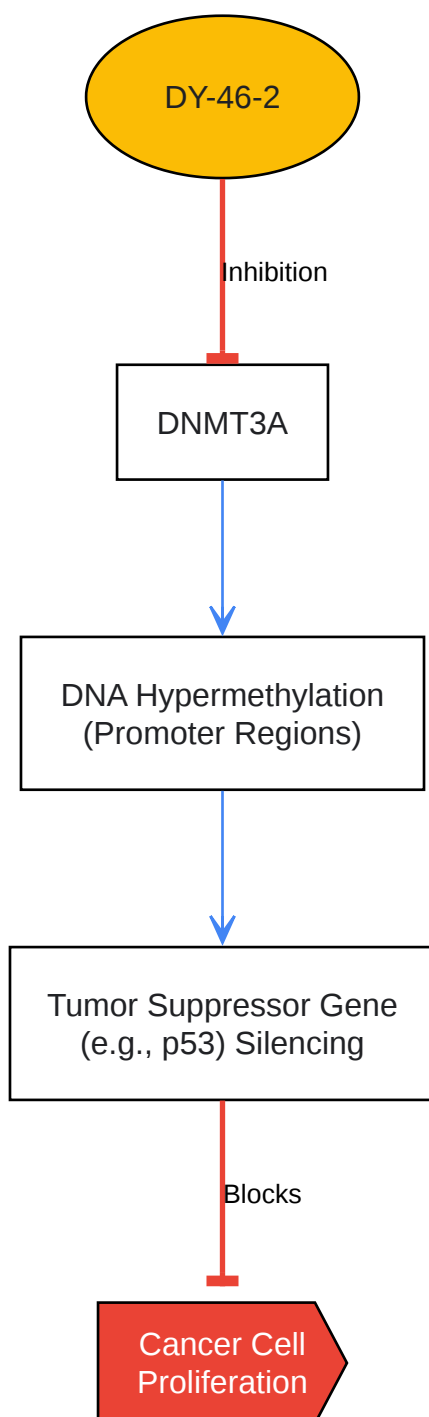 DY-46-2
Inhibition
DNMT3A
DNA Hypermethylation
(Promoter Regions)
Tumor Suppressor Gene
(e.g., p53) Silencing
Blocks
Cancer Cell
Proliferation